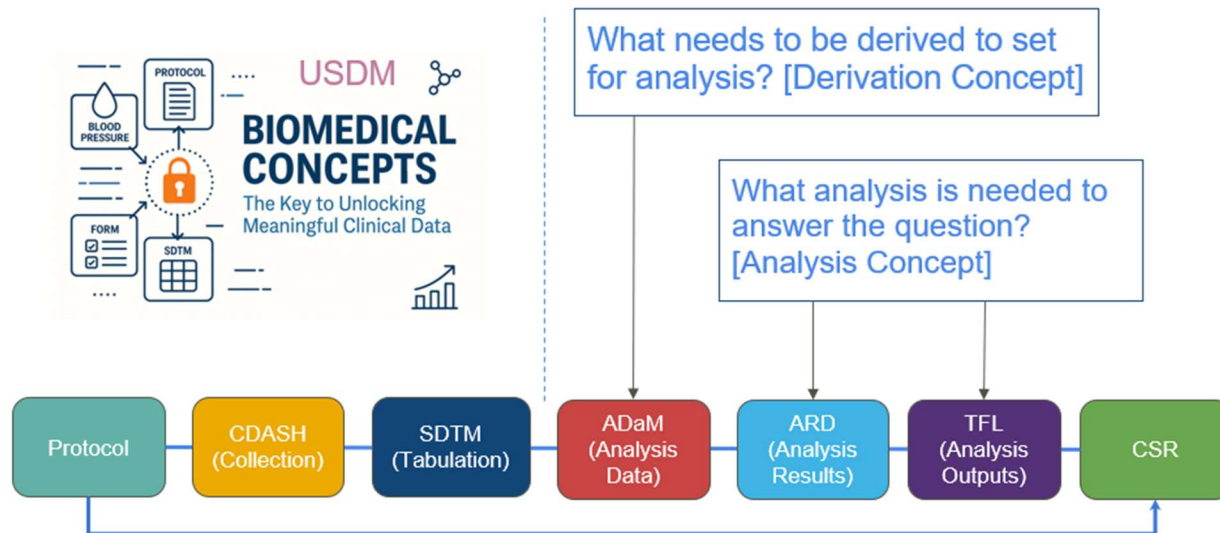 USDM
PROTOCOL
BLOOD
PRESSURE
BIOMEDICAL
CONCEPTS
The Key to Unlocking
Meaningful Clinical Data
FORM
SDTM
What needs to be derived to set
for analysis? [Derivation Concept]
What analysis is needed to
answer the question?
[Analysis Concept]
Protocol
CDASH
(Collection)
SDTM
(Tabulation)
ADaM
(Analysis
Data)
ARD
(Analysis
Results)
TFL
(Analysis
Outputs)
CSR